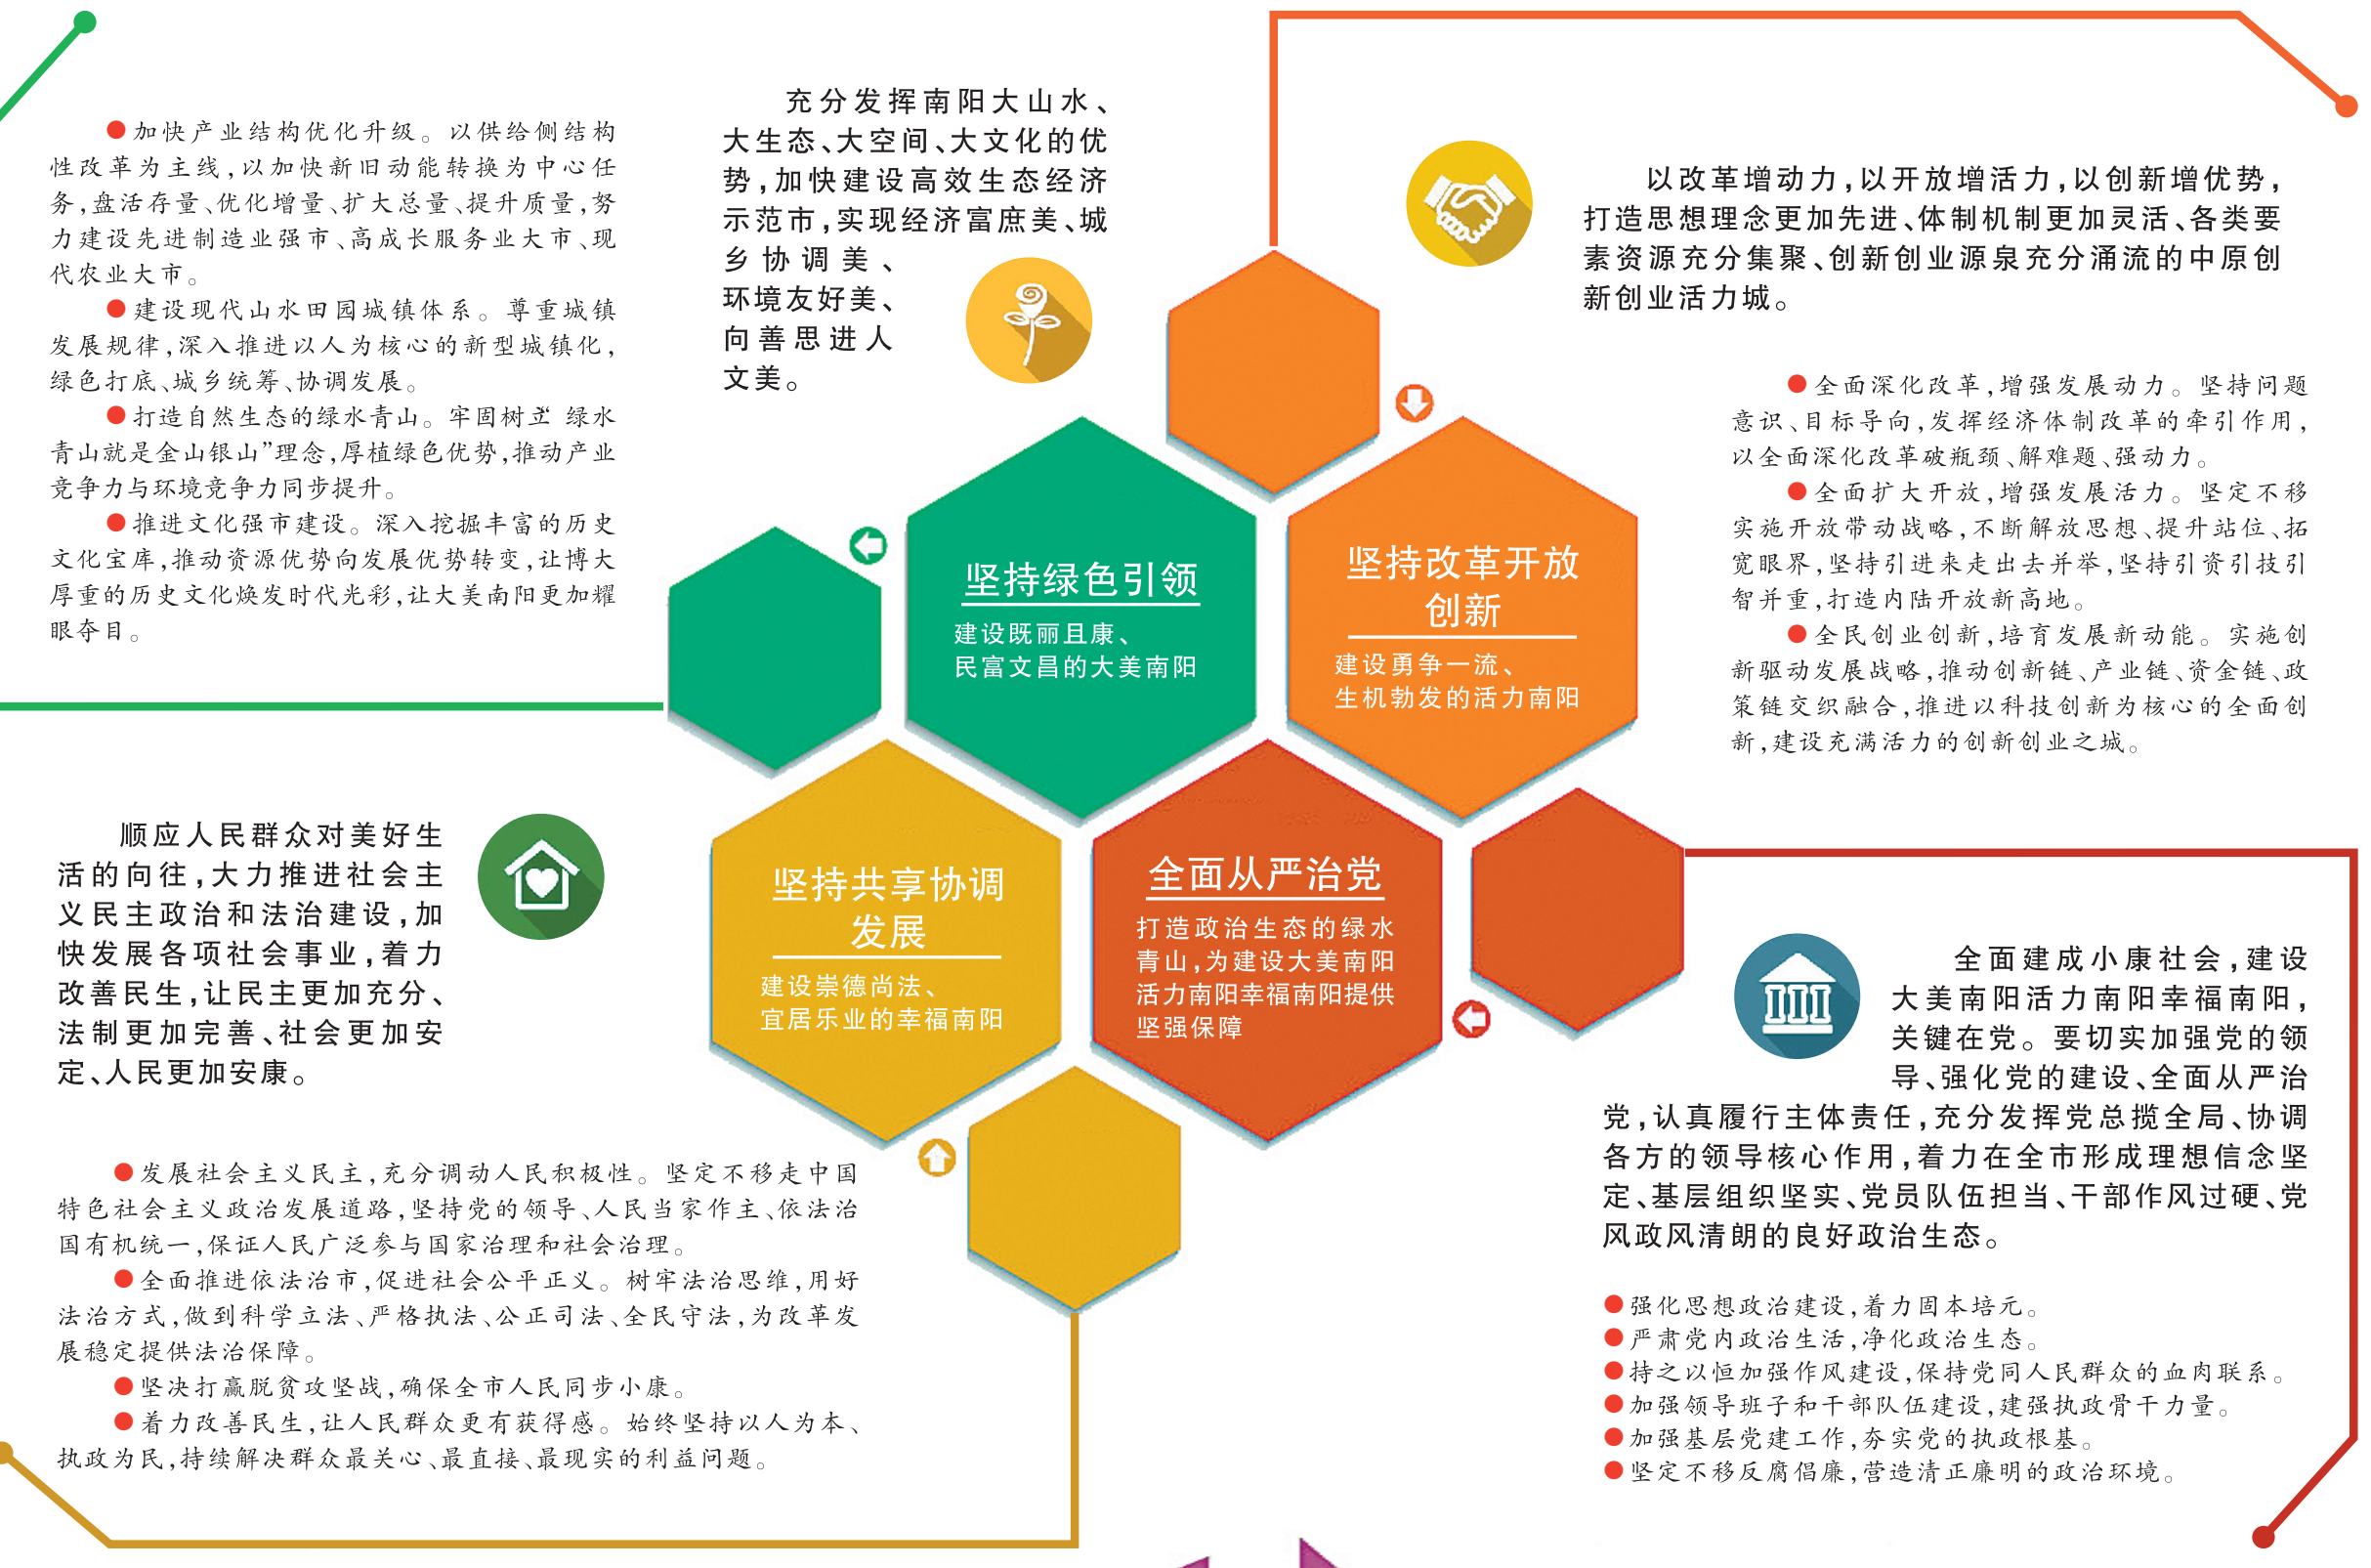 ●加快产业结构优化升级。以供给侧结构
性改革为主线,以加快新旧动能转换为中心任
务,盘活存量、优化增量、扩大总量、提升质量,努
力建设先进制造业强市、高成长服务业大市、现
代农业大市。
●建设现代山水田园城镇体系。尊重城镇
发展规律,深入推进以人为核心的新型城镇化,
绿色打底、城乡统筹、协调发展。
●打造自然生态的绿水青山。牢固树立“绿水
青山就是金山银山”理念,厚植绿色优势,推动产业
竞争力与环境竞争力同步提升。
●推进文化强市建设。深入挖掘丰富的历史
文化宝库,推动资源优势向发展优势转变,让博大
厚重的历史文化焕发时代光彩,让大美南阳更加耀
眼夺目。
充分发挥南阳大山水、
大生态、大空间、大文化的优
势,加快建设高效生态经济
示范市,实现经济富庶美、城
乡协调美、
环境友好美、
向善思进人
文美。
以改革增动力,以开放增活力,以创新增优势,
打造思想理念更加先进、体制机制更加灵活、各类要
素资源充分集聚、创新创业源泉充分涌流的中原创
新创业活力城。
●全面深化改革,增强发展动力。坚持问题
意识、目标导向,发挥经济体制改革的牵引作用,
以全面深化改革破瓶颈、解难题、强动力。
●全面扩大开放,增强发展活力。坚定不移
实施开放带动战略,不断解放思想、提升站位、拓
宽眼界,坚持引进来走出去并举,坚持引资引技引
智并重,打造内陆开放新高地。
●全民创业创新,培育发展新动能。实施创
新驱动发展战略,推动创新链、产业链、资金链、政
策链交织融合,推进以科技创新为核心的全面创
新,建设充满活力的创新创业之城。
坚持绿色引领
建设既丽且康、
民富文昌的大美南阳
坚持改革开放
创新
建设勇争一流、
生机勃发的活力南阳
坚持共享协调
发展
建设崇德尚法、
宜居乐业的幸福南阳
全面从严治党
打造政治生态的绿水
青山,为建设大美南阳
活力南阳幸福南阳提供
坚强保障
顺应人民群众对美好生
活的向往,大力推进社会主
义民主政治和法治建设,加
快发展各项社会事业,着力
改善民生,让民主更加充分、
法制更加完善、社会更加安
定、人民更加安康。
●发展社会主义民主,充分调动人民积极性。坚定不移走中国
特色社会主义政治发展道路,坚持党的领导、人民当家作主、依法治
国有机统一,保证人民广泛参与国家治理和社会治理。
●全面推进依法治市,促进社会公平正义。树牢法治思维,用好
法治方式,做到科学立法、严格执法、公正司法、全民守法,为改革发
展稳定提供法治保障。
●坚决打赢脱贫攻坚战,确保全市人民同步小康。
●着力改善民生,让人民群众更有获得感。始终坚持以人为本、
执政为民,持续解决群众最关心、最直接、最现实的利益问题。
全面建成小康社会,建设
大美南阳活力南阳幸福南阳,
关键在党。要切实加强党的领
导、强化党的建设、全面从严治
党,认真履行主体责任,充分发挥党总揽全局、协调
各方的领导核心作用,着力在全市形成理想信念坚
定、基层组织坚实、党员队伍担当、干部作风过硬、党
风政风清朗的良好政治生态。
●强化思想政治建设,着力固本培元。
●严肃党内政治生活,净化政治生态。
●持之以恒加强作风建设,保持党同人民群众的血肉联系。
●加强领导班子和干部队伍建设,建强执政骨干力量。
●加强基层党建工作,夯实党的执政根基。
●坚定不移反腐倡廉,营造清正廉明的政治环境。